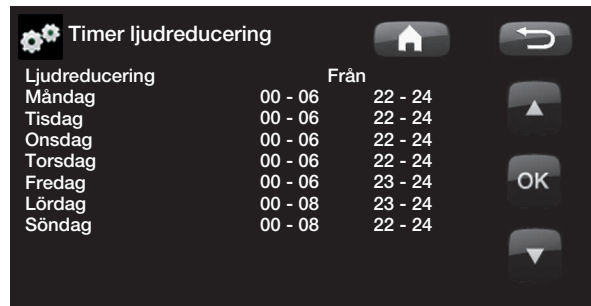 Timer ljudreducering
Ljudreducering Från
Måndag 00 - 06 22 - 24
Tisdag 00 - 06 22 - 24
Onsdag 00 - 06 22 - 24
Torsdag 00 - 06 22 - 24
Fredag 00 - 06 23 - 24
Lördag 00 - 08 23 - 24
Söndag 00 - 08 22 - 24
OK